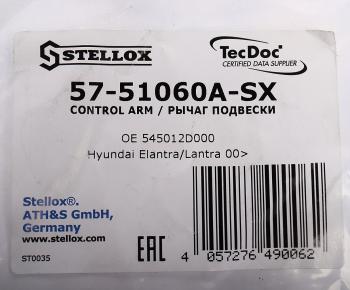 STELLOX
TecDoc®
CERTIFIED DATA SUPPLIER
57-51060A-SX
CONTROL ARM / РЫЧАГ ПОДВЕСКИ
OE 545012D000
Hyundai Elantra/Lantra 00>
Stellox®.
ATH&S GmbH,
Germany
www.stellox.com
ST0035
EAC
4 057276 490062